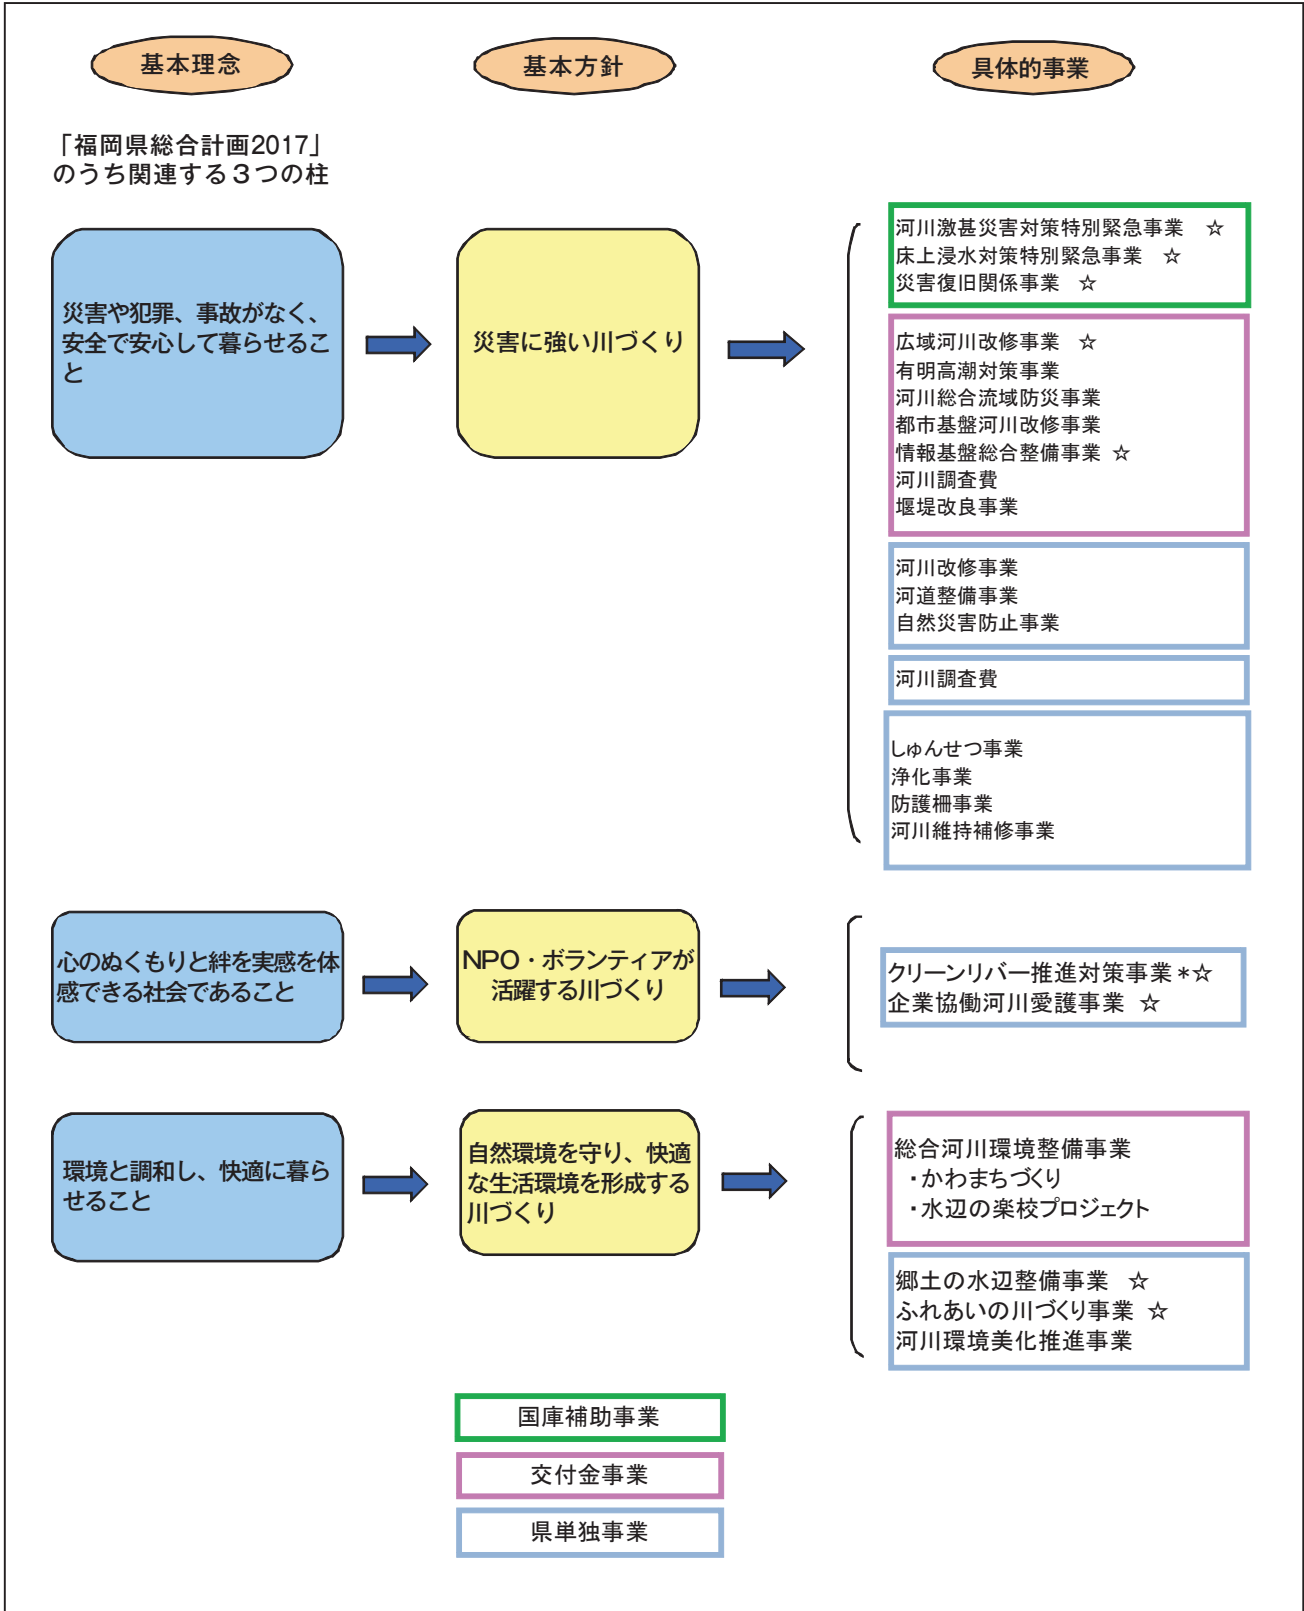 基本理念
基本方針
具体的事業
「福岡県総合計画2017」
のうち関連する3つの柱
災害や犯罪、事故がなく、
安全で安心して暮らせるこ
と
災害に強い川づくり
河川激甚災害対策特別緊急事業 ☆
床上浸水対策特別緊急事業 ☆
災害復旧関係事業 ☆
広域河川改修事業 ☆
有明高潮対策事業
河川総合流域防災事業
都市基盤河川改修事業
情報基盤総合整備事業 ☆
河川調査費
堰堤改良事業
河川改修事業
河道整備事業
自然災害防止事業
河川調査費
しゅんせつ事業
浄化事業
防護柵事業
河川維持補修事業
心のぬくもりと絆を実感を体
感できる社会であること
NPO・ボランティアが
活躍する川づくり
クリーンリバー推進対策事業*☆
企業協働河川愛護事業 ☆
環境と調和し、快適に暮ら
せること
自然環境を守り、快適
な生活環境を形成する
川づくり
総合河川環境整備事業
・かわまちづくり
・水辺の楽校プロジェクト
郷土の水辺整備事業 ☆
ふれあいの川づくり事業 ☆
河川環境美化推進事業
国庫補助事業
交付金事業
県単独事業